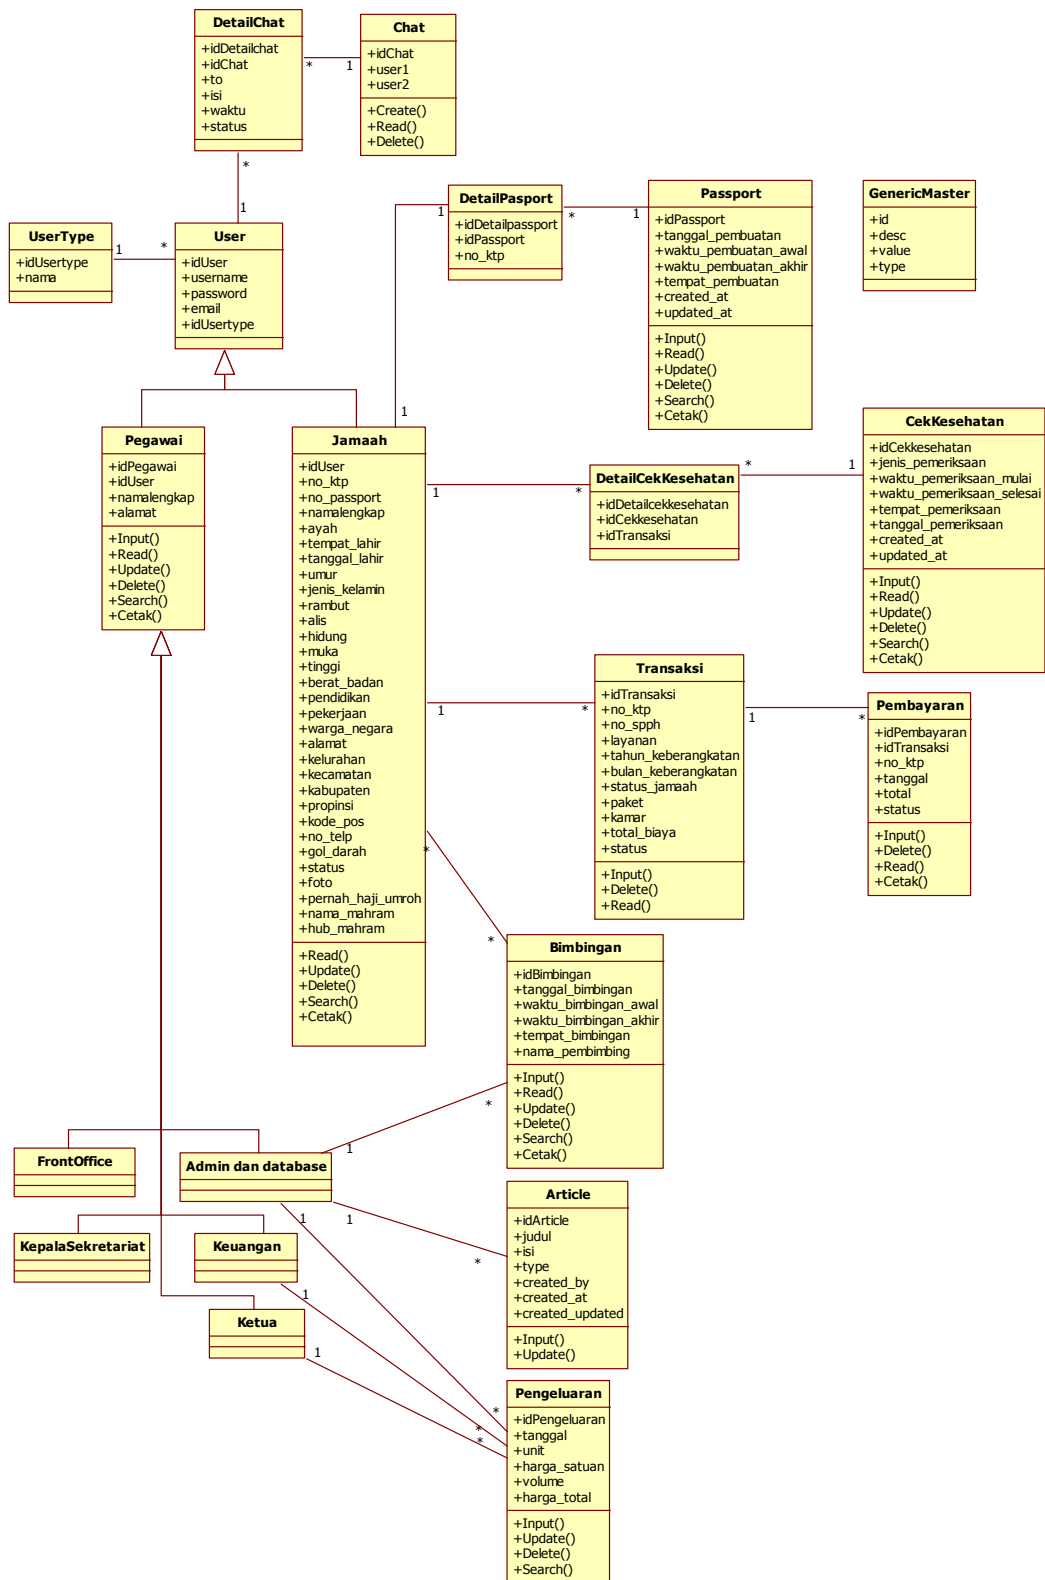 DetailChat
+idDetailchat
+idChat
+to
+isi
+waktu
+status
Chat
+idChat
+user1
+user2
+Create()
+Read()
+Delete()
*
1
*
1
UserType
+idUsertype
+nama
1
*
User
+idUser
+username
+password
+email
+idUsertype
DetailPasport
+idDetailpassport
+idPassport
+no_ktp
1
*
1
1
Passport
+idPassport
+tanggal_pembuatan
+waktu_pembuatan_awal
+waktu_pembuatan_akhir
+tempat_pembuatan
+created_at
+updated_at
+Input()
+Read()
+Update()
+Delete()
+Search()
+Cetak()
GenericMaster
+id
+desc
+value
+type
Pegawai
+idPegawai
+idUser
+namalengkap
+alamat
+Input()
+Read()
+Update()
+Delete()
+Search()
+Cetak()
Jamaah
+idUser
+no_ktp
+no_passport
+namalengkap
+ayah
+tempat_lahir
+tanggal_lahir
+umur
+jenis_kelamin
+rambut
+alis
+hidung
+muka
+tinggi
+berat_badan
+pendidikan
+pekerjaan
+warga_negara
+alamat
+kelurahan
+kecamatan
+kabupaten
+propinsi
+kode_pos
+no_telp
+gol_darah
+status
+foto
+pernah_haji_umroh
+nama_mahram
+hub_mahram
+Read()
+Update()
+Delete()
+Search()
+Cetak()
1
*
DetailCekKesehatan
+idDetailcekkesehatan
+idCekkesehatan
+idTransaksi
*
1
CekKesehatan
+idCekkesehatan
+jenis_pemeriksaan
+waktu_pemeriksaan_mulai
+waktu_pemeriksaan_selesai
+tempat_pemeriksaan
+tanggal_pemeriksaan
+created_at
+updated_at
+Input()
+Read()
+Update()
+Delete()
+Search()
+Cetak()
1
*
Transaksi
+idTransaksi
+no_ktp
+no_spph
+layanan
+tahun_keberangkatan
+bulan_keberangkatan
+status_jamaah
+paket
+kamar
+total_biaya
+status
+Input()
+Delete()
+Read()
1
*
Pembayaran
+idPembayaran
+idTransaksi
+no_ktp
+tanggal
+total
+status
+Input()
+Delete()
+Read()
+Cetak()
*
*
Bimbingan
+idBimbingan
+tanggal_bimbingan
+waktu_bimbingan_awal
+waktu_bimbingan_akhir
+tempat_bimbingan
+nama_pembimbing
+Input()
+Read()
+Update()
+Delete()
+Search()
+Cetak()
*
1
FrontOffice
Admin dan database
1
1
*
Article
+idArticle
+judul
+isi
+type
+created_by
+created_at
+created_updated
+Input()
+Update()
KepalaSekretariat
Keuangan
1
Ketua
1
*
*
*
Pengeluaran
+idPengeluaran
+tanggal
+unit
+harga_satuan
+volume
+harga_total
+Input()
+Update()
+Delete()
+Search()